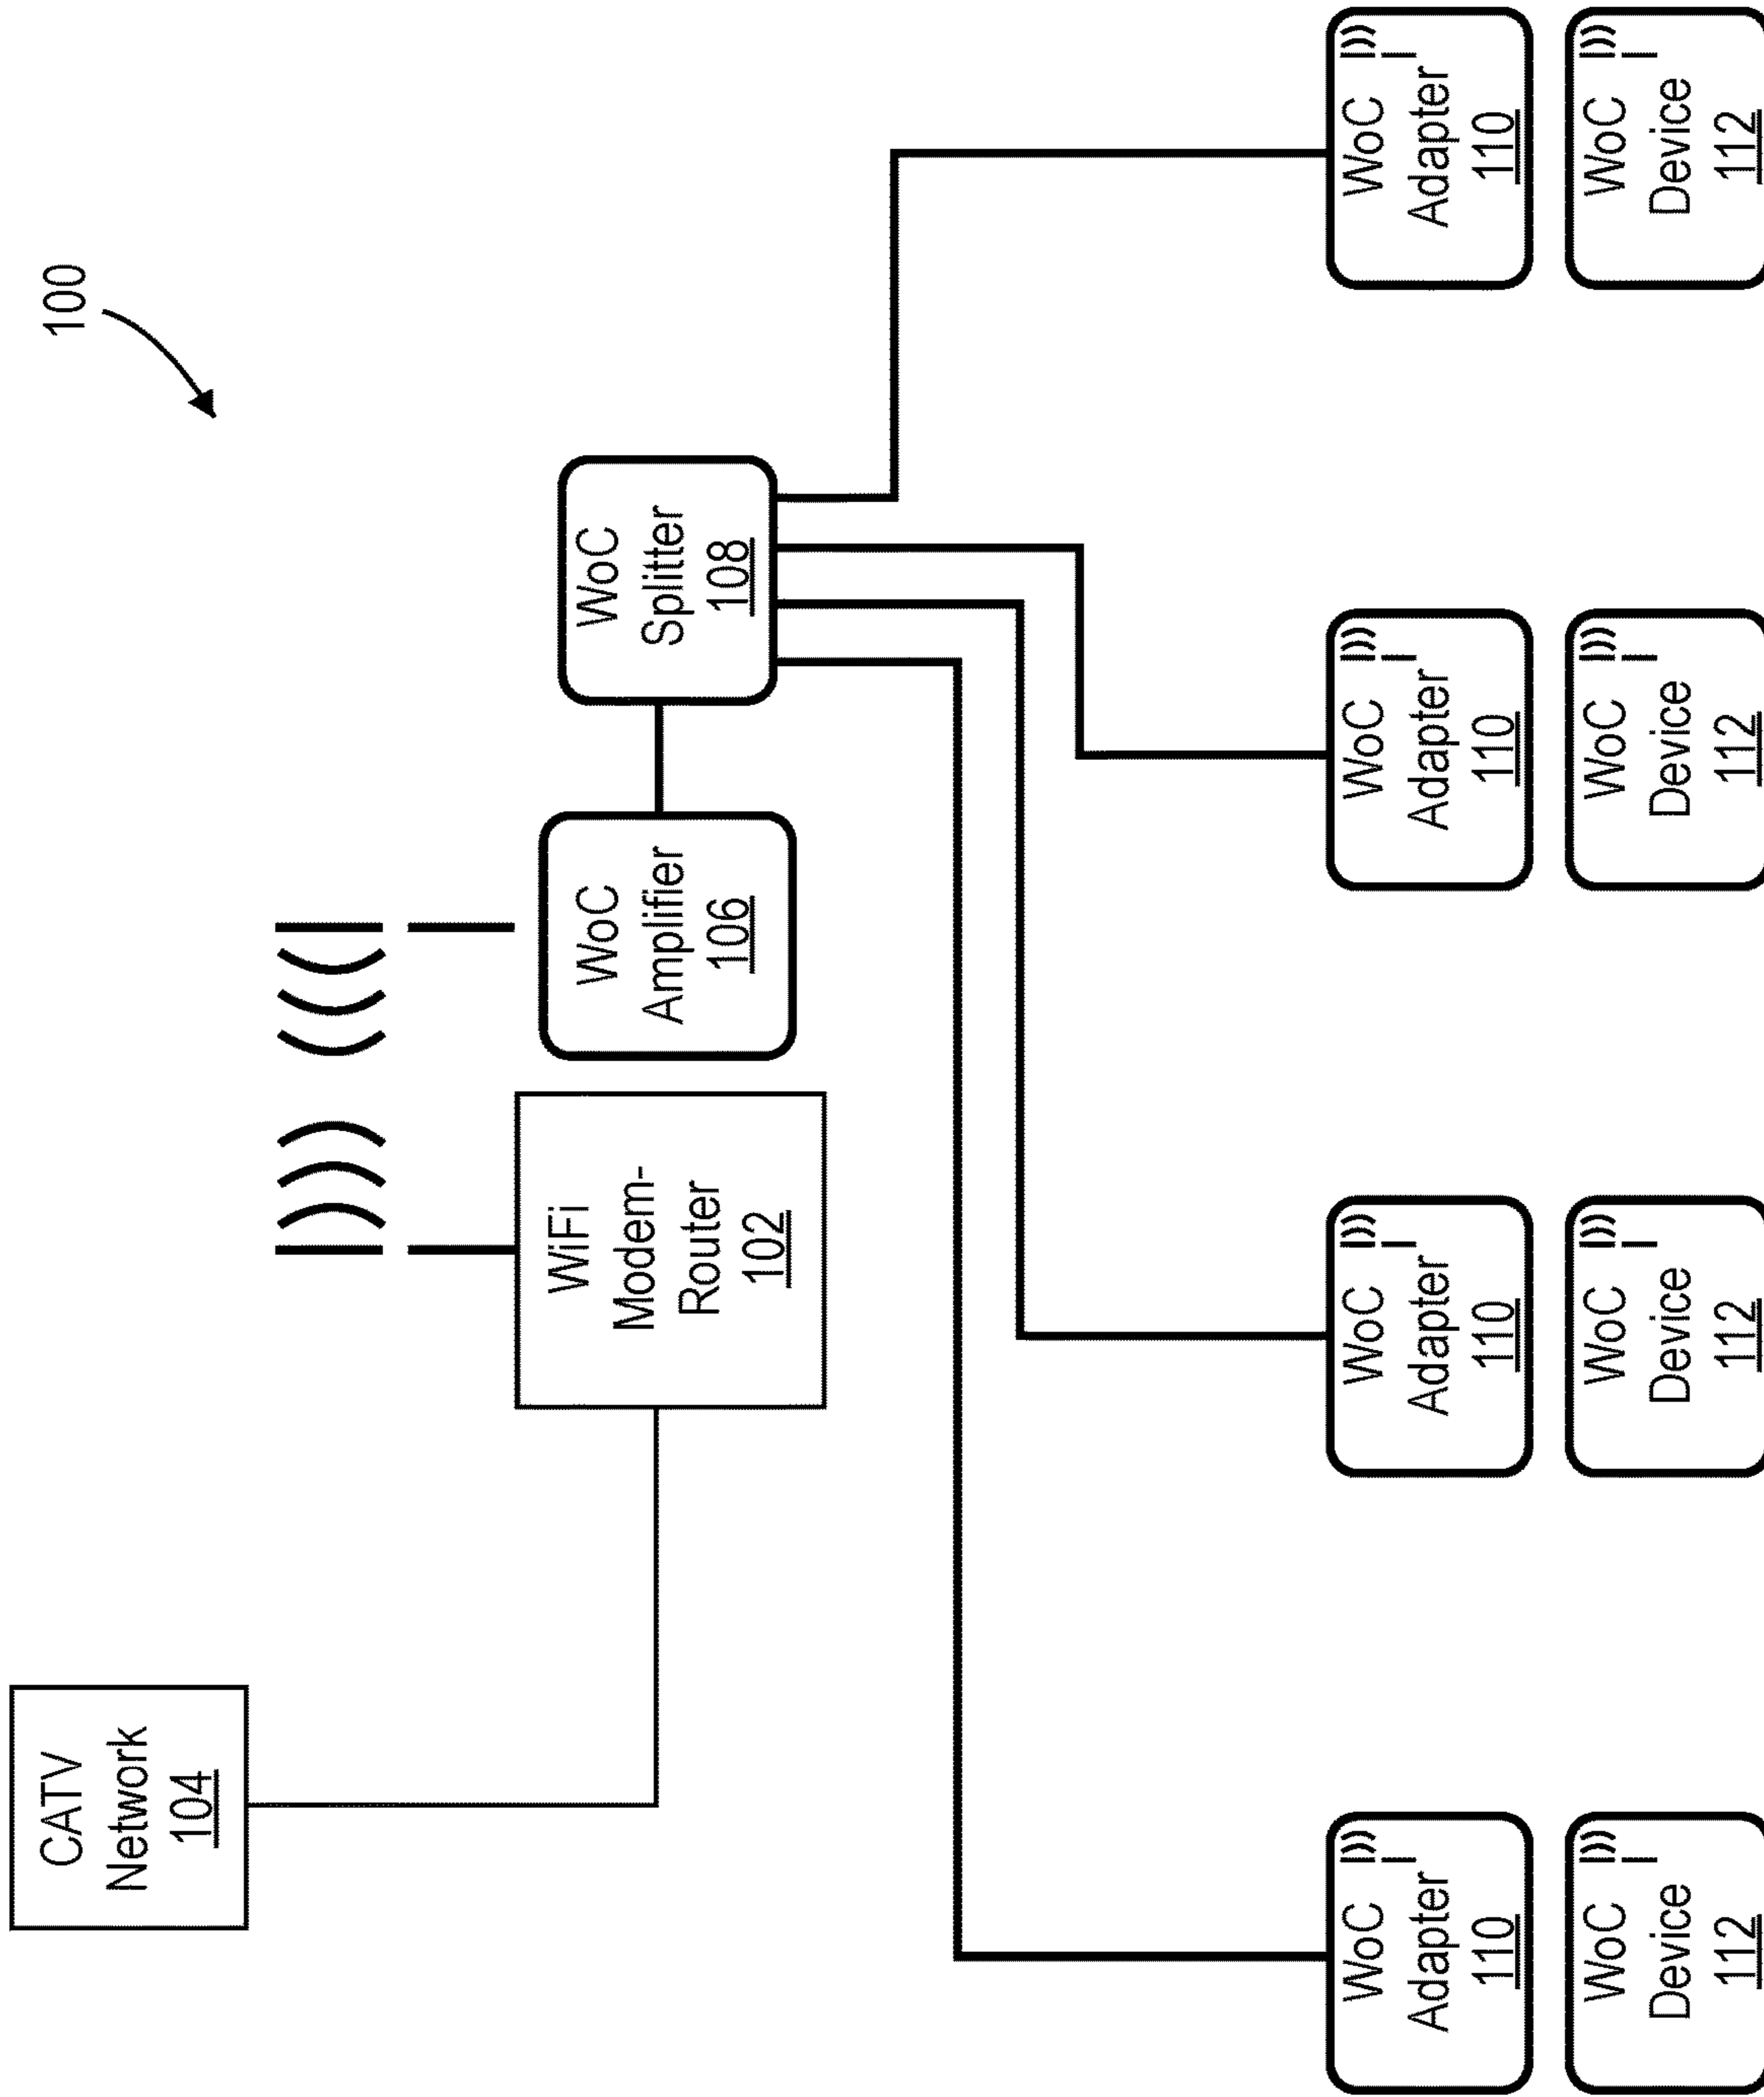 100
CATV
Network
104
WiFi
Modem-
Router
102
WoC
Amplifier
106
WoC
Splitter
108
WoC
Adapter
110
WoC
Adapter
110
WoC
Adapter
110
WoC
Adapter
110
WoC
Device
112
WoC
Device
112
WoC
Device
112
WoC
Device
112